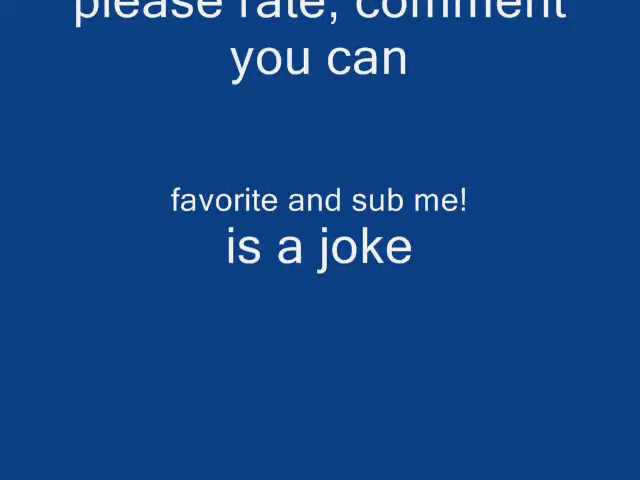 please rate, comment
you can
favorite and sub me!
is a joke